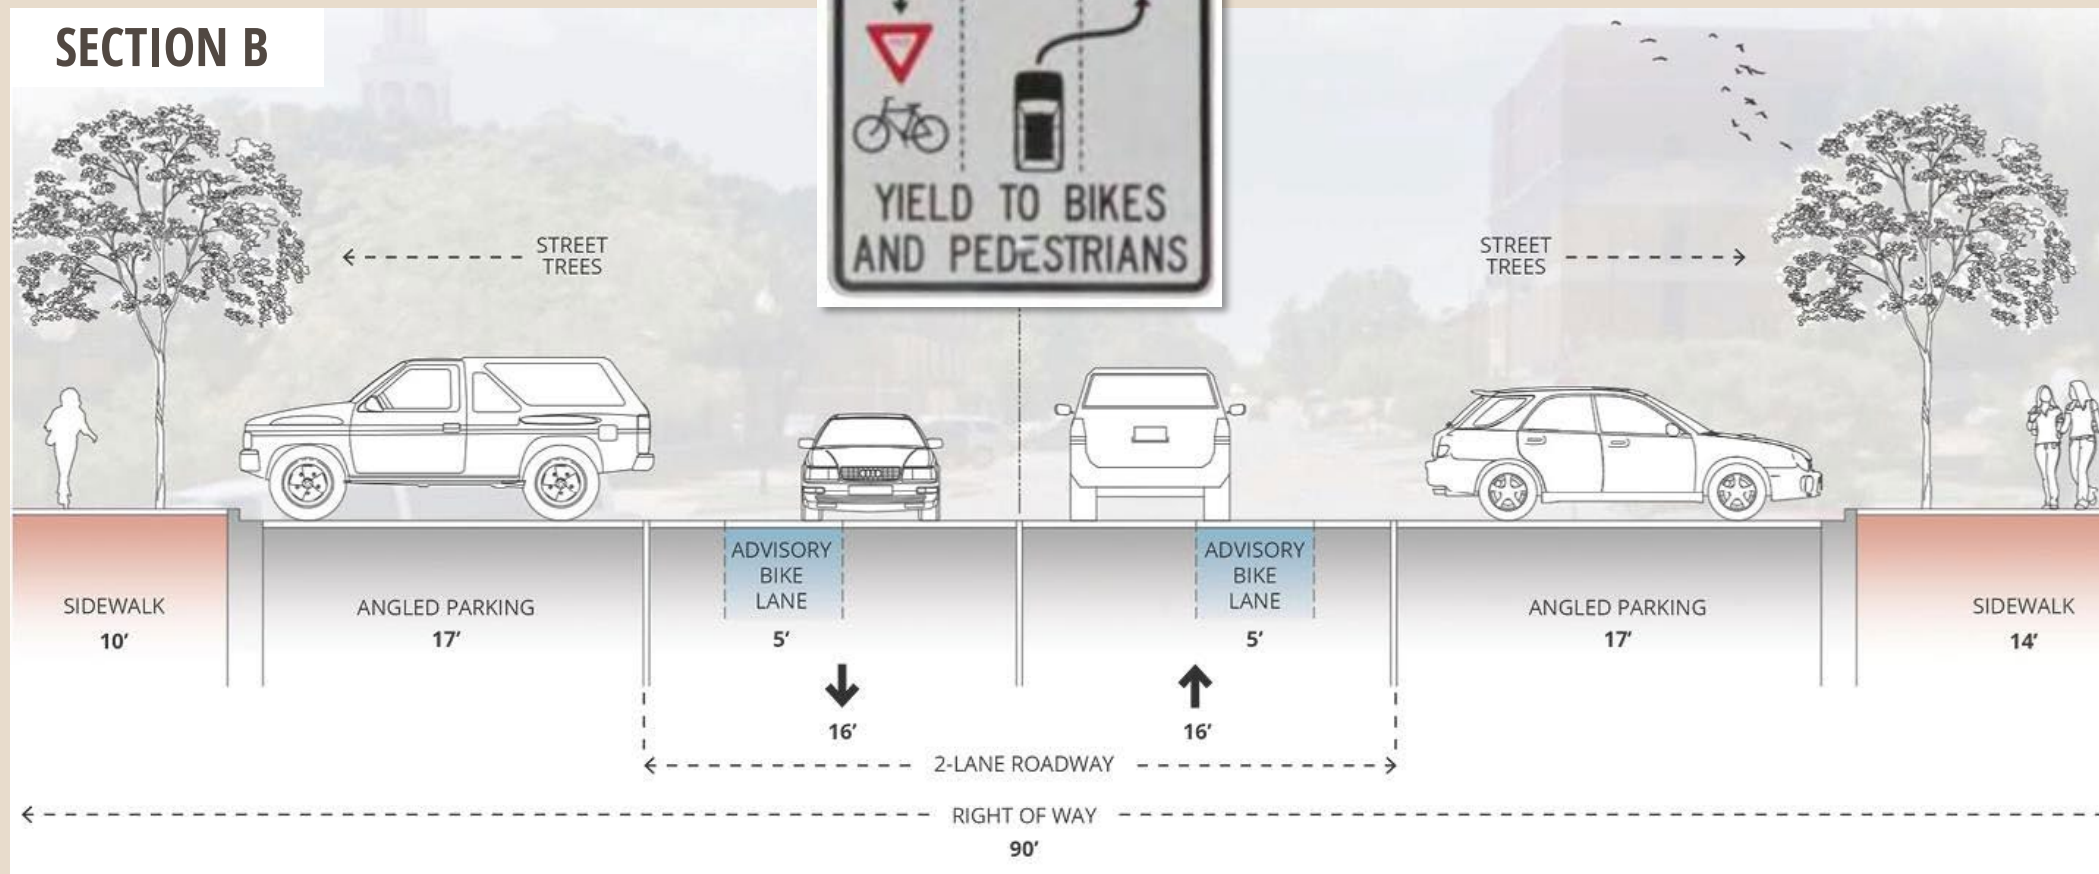 SECTION B
YIELD TO BIKES
AND PEDESTRIANS
STREET
TREES
STREET
TREES
SIDEWALK
10'
ANGLED PARKING
17'
ADVISORY
BIKE
LANE
5'
16'
ADVISORY
BIKE
LANE
5'
16'
ANGLED PARKING
17'
SIDEWALK
14'
2-LANE ROADWAY
RIGHT OF WAY
90'